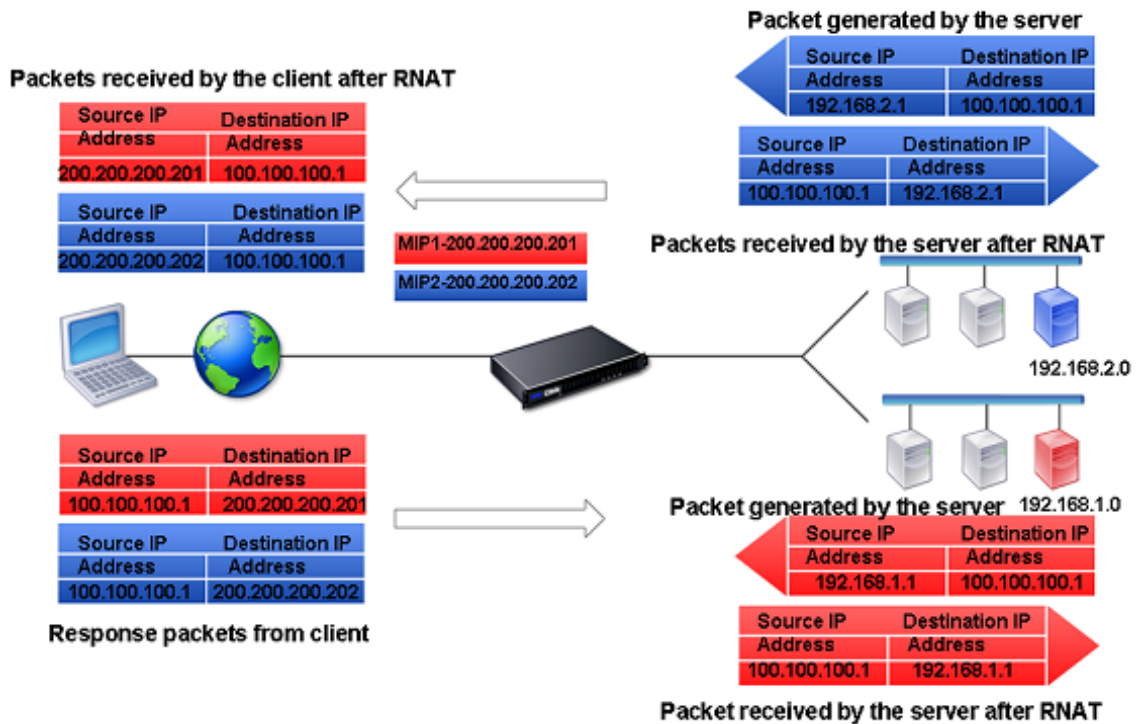 Packet generated by the server
Source IP Destination IP
Address Address
192.168.2.1 100.100.100.1
Source IP Destination IP
Address Address
100.100.100.1 192.168.2.1
Packets received by the server after RNAT
Packets received by the client after RNAT
Source IP Destination IP
Address Address
200.200.200.201 100.100.100.1
Source IP Destination IP
Address Address
200.200.200.202 100.100.100.1
MIP1-200.200.200.201
MIP2-200.200.200.202
192.168.2.0
192.168.1.0
Source IP Destination IP
Address Address
100.100.100.1 200.200.200.201
Source IP Destination IP
Address Address
100.100.100.1 200.200.200.202
Response packets from client
Packet generated by the server
Source IP Destination IP
Address Address
192.168.1.1 100.100.100.1
Source IP Destination IP
Address Address
100.100.100.1 192.168.1.1
Packet received by the server after RNAT